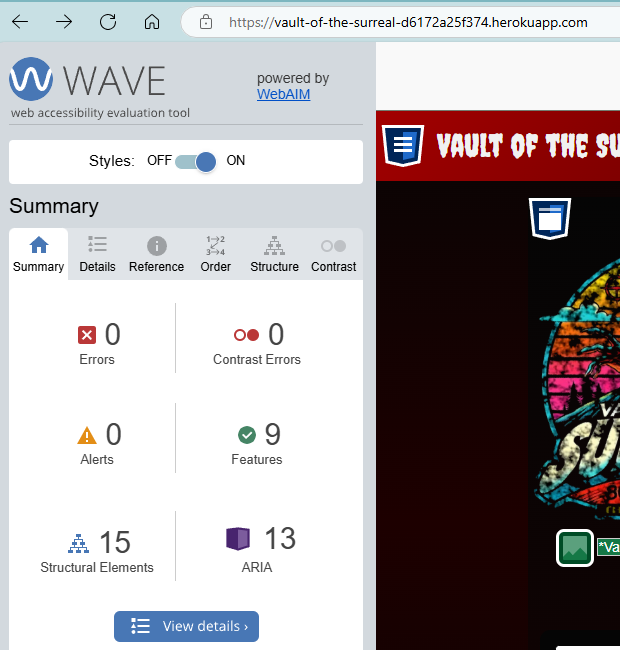 https://vault-of-the-surreal-d6172a25f374.herokuapp.com
WAVE
web accessibility evaluation tool
powered by
WebAIM
Styles: OFF ON
Summary
Summary Details Reference Order Structure Contrast
0
Errors
0
Contrast Errors
0
Alerts
9
Features
15
Structural Elements
13
ARIA
View details ›
VAULT OF THE SU
*Va